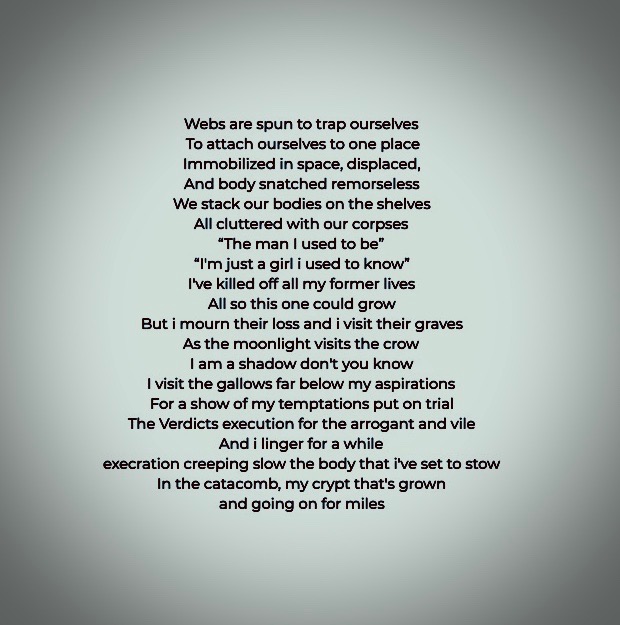 Webs are spun to trap ourselves
To attach ourselves to one place
Immobilized in space, displaced,
And body snatched remorseless
We stack our bodies on the shelves
All cluttered with our corpses
“The man I used to be”
“I'm just a girl i used to know”
I've killed off all my former lives
All so this one could grow
But i mourn their loss and i visit their graves
As the moonlight visits the crow
I am a shadow don't you know
I visit the gallows far below my aspirations
For a show of my temptations put on trial
The Verdicts execution for the arrogant and vile
And i linger for a while
execration creeping slow the body that i've set to stow
In the catacomb, my crypt that's grown
and going on for miles